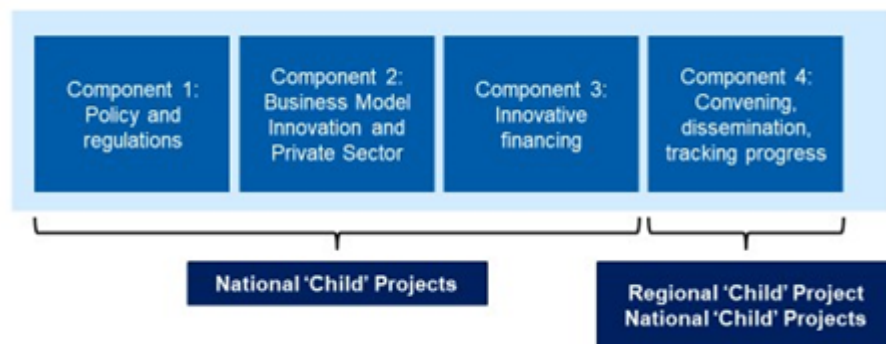 Component 1:
Policy and
regulations
Component 2:
Business Model
Innovation and
Private Sector
Component 3:
Innovative
financing
Component 4:
Convening,
dissemination,
tracking progress
National ‘Child’ Projects
Regional ‘Child’ Project
National ‘Child’ Projects